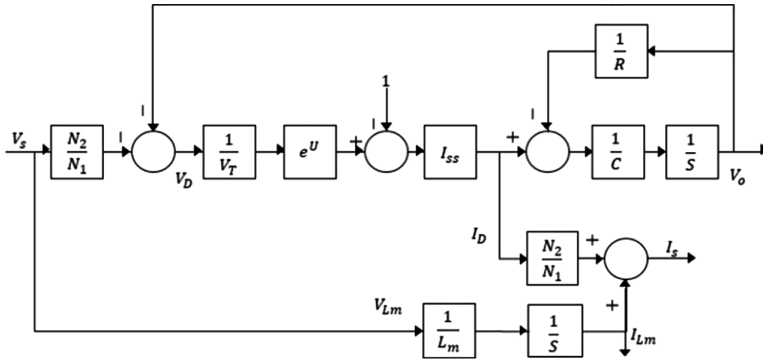 1
R
1
V_s
N_2
N_1
V_D
1
V_T
e^U
+
I_ss
+
1
C
1
S
V_o
I_D
N_2
N_1
+
I_s
V_Lm
1
L_m
1
S
+
I_Lm